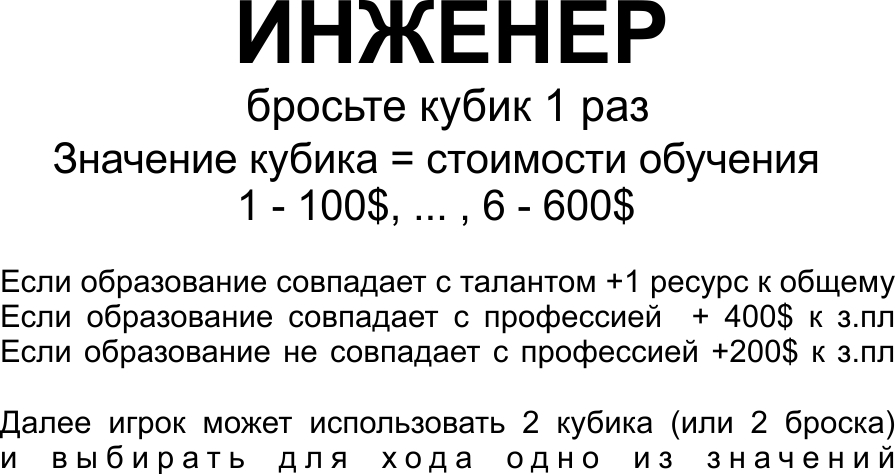 ИНЖЕНЕР
бросьте кубик 1 раз
Значение кубика = стоимости обучения
1 - 100$, ... , 6 - 600$
Если образование совпадает с талантом +1 ресурс к общему
Если образование совпадает с профессией + 400$ к з.пл
Если образование не совпадает с профессией +200$ к з.пл
Далее игрок может использовать 2 кубика (или 2 броска)
и выбирать для хода одно из значений